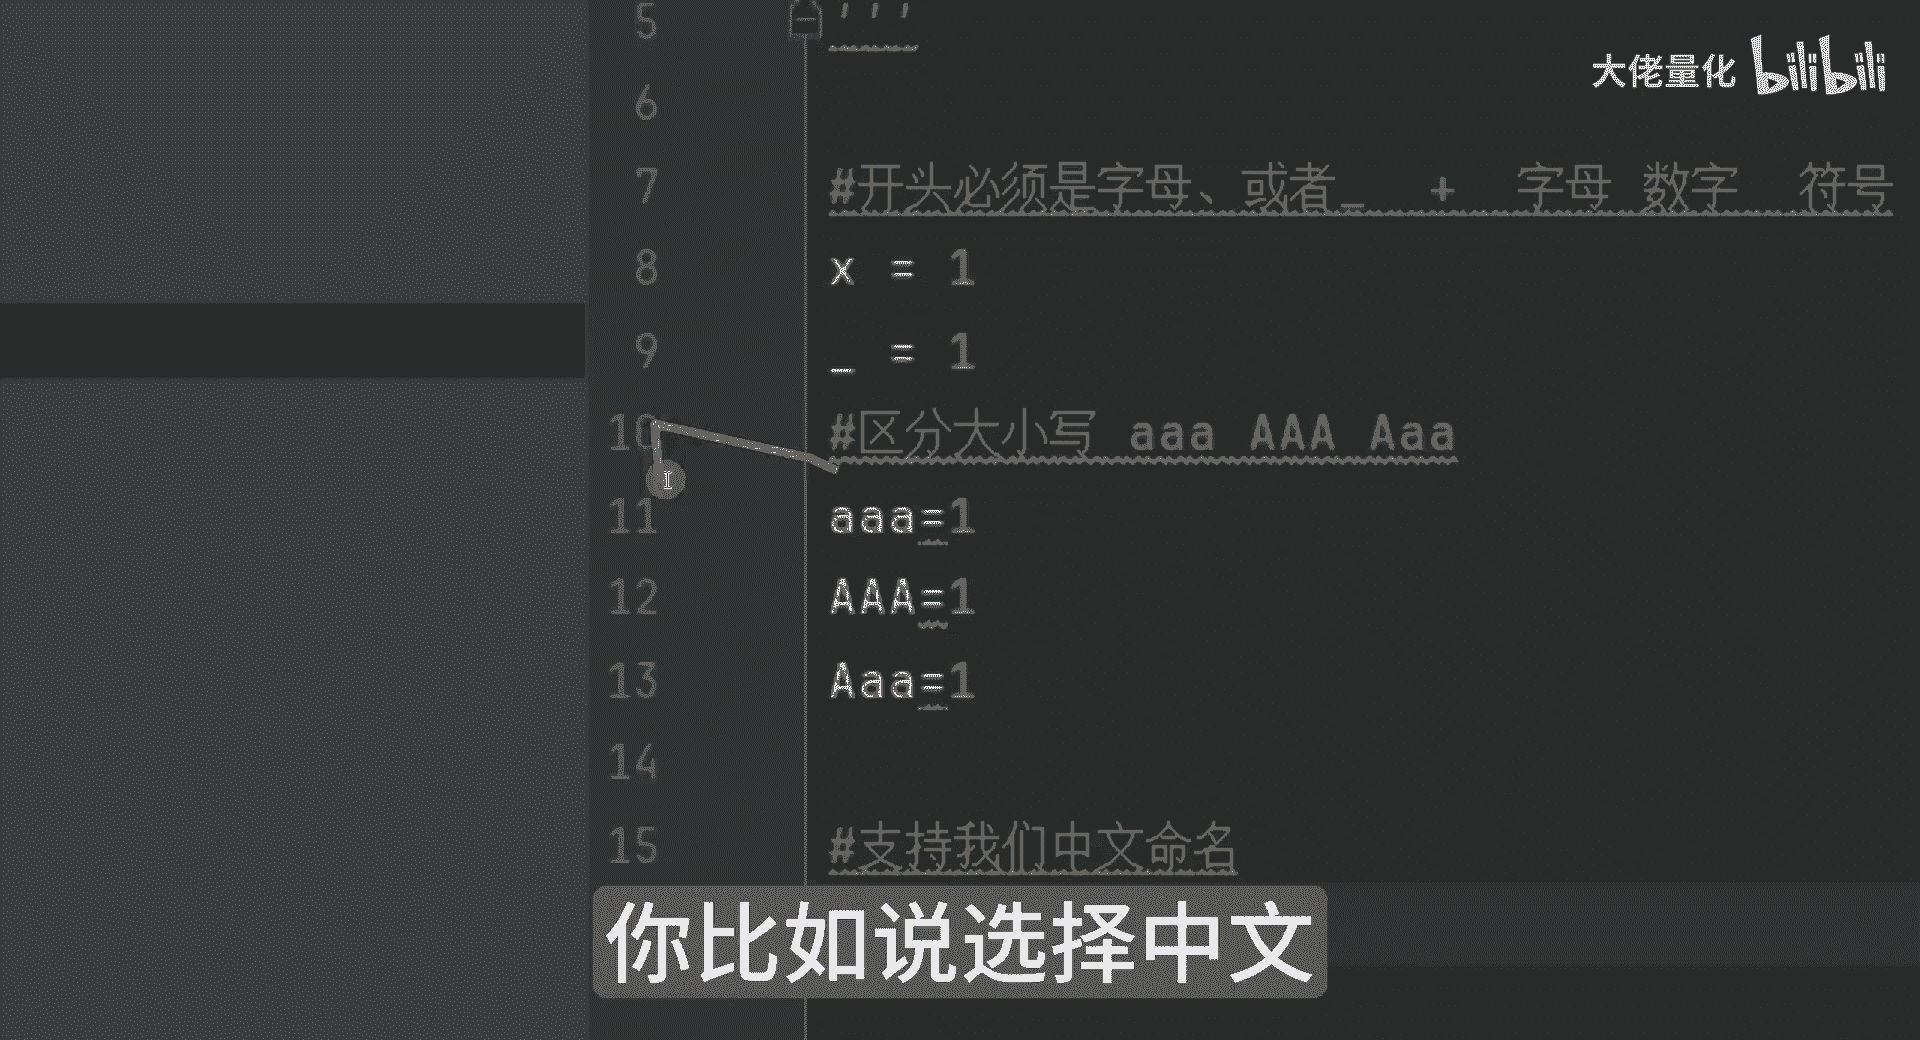 大佬量化 bilibili
5 '''
6
7 #开头必须是字母、或者_ + 字母 数字 符号
8 x = 1
9 _ = 1
10 #区分大小写 aaa AAA Aaa
11 aaa=1
12 AAA=1
13 Aaa=1
14
15 #支持我们中文命名
你比如说选择中文